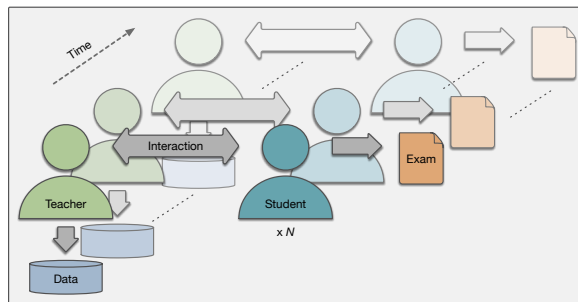 Time
Interaction
Exam
Teacher
Student
x N
Data